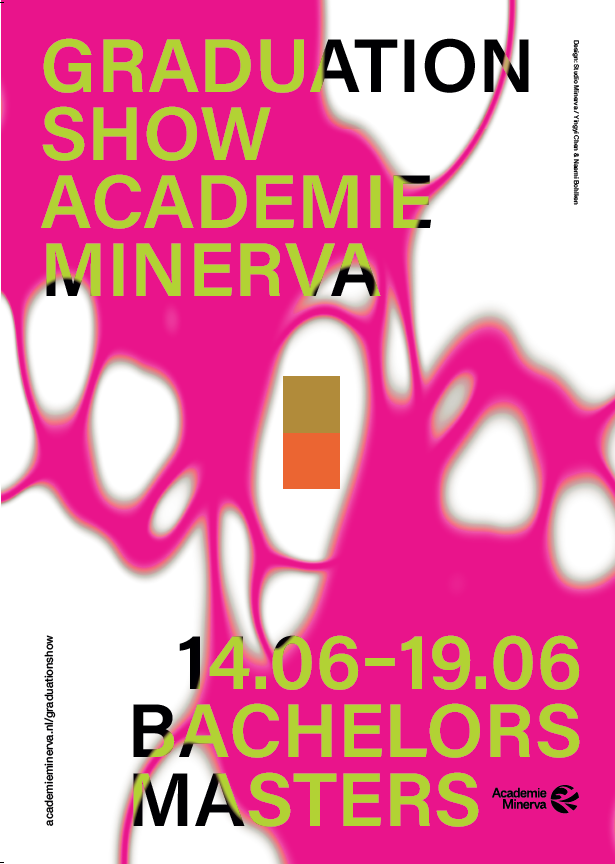 GRADUATION
SHOW
ACADEMIE
MINERVA
Design: Studio Minerva / Yingyi Chen & Naomi Bohlken
academieminerva.nl/graduationshow
14.06–19.06
BACHELORS
MASTERS
Academie
Minerva